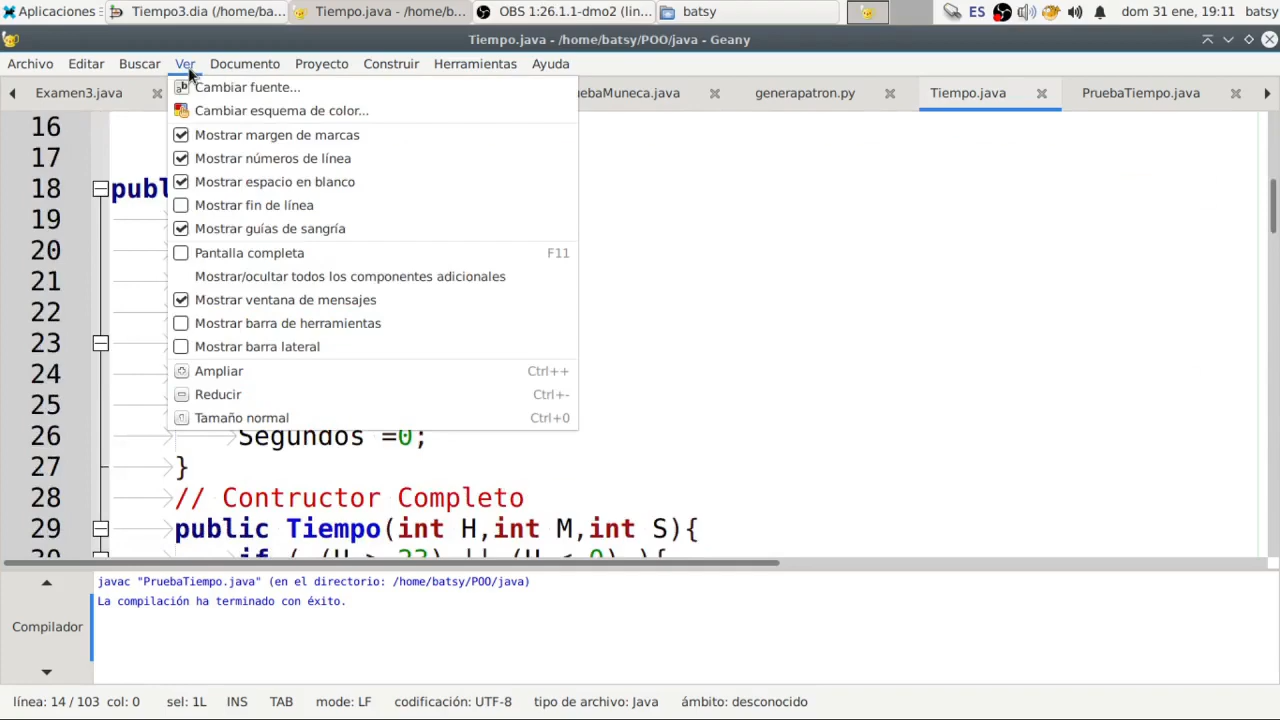 Aplicaciones
Tiempo3.dia (/home/ba...
Tiempo.java - /home/b...
OBS 1:26.1.1-dmo2 (lin...
batsy
ES
dom 31 ene, 19:11
batsy
Tiempo.java - /home/batsy/POO/java - Geany
Archivo
Editar
Buscar
Ver
Documento
Proyecto
Construir
Herramientas
Ayuda
Examen3.java
ebaMuneca.java
generapatron.py
Tiempo.java
PruebaTiempo.java
Cambiar fuente...
Cambiar esquema de color...
Mostrar margen de marcas
Mostrar números de línea
Mostrar espacio en blanco
Mostrar fin de línea
Mostrar guías de sangría
Pantalla completa F11
Mostrar/ocultar todos los componentes adicionales
Mostrar ventana de mensajes
Mostrar barra de herramientas
Mostrar barra lateral
Ampliar Ctrl++
Reducir Ctrl+-
Tamaño normal Ctrl+0
16
17
18 publ
19
20
21
22
23
24
25
26 Segundos =0;
27 }
28 // Contructor Completo
29 public Tiempo(int H,int M,int S){
30 if ( (H > 23) || (H < 0) ){
javac "PruebaTiempo.java" (en el directorio: /home/batsy/POO/java)
La compilación ha terminado con éxito.
Compilador
línea: 14 / 103 col: 0 sel: 1L INS TAB mode: LF codificación: UTF-8 tipo de archivo: Java ámbito: desconocido